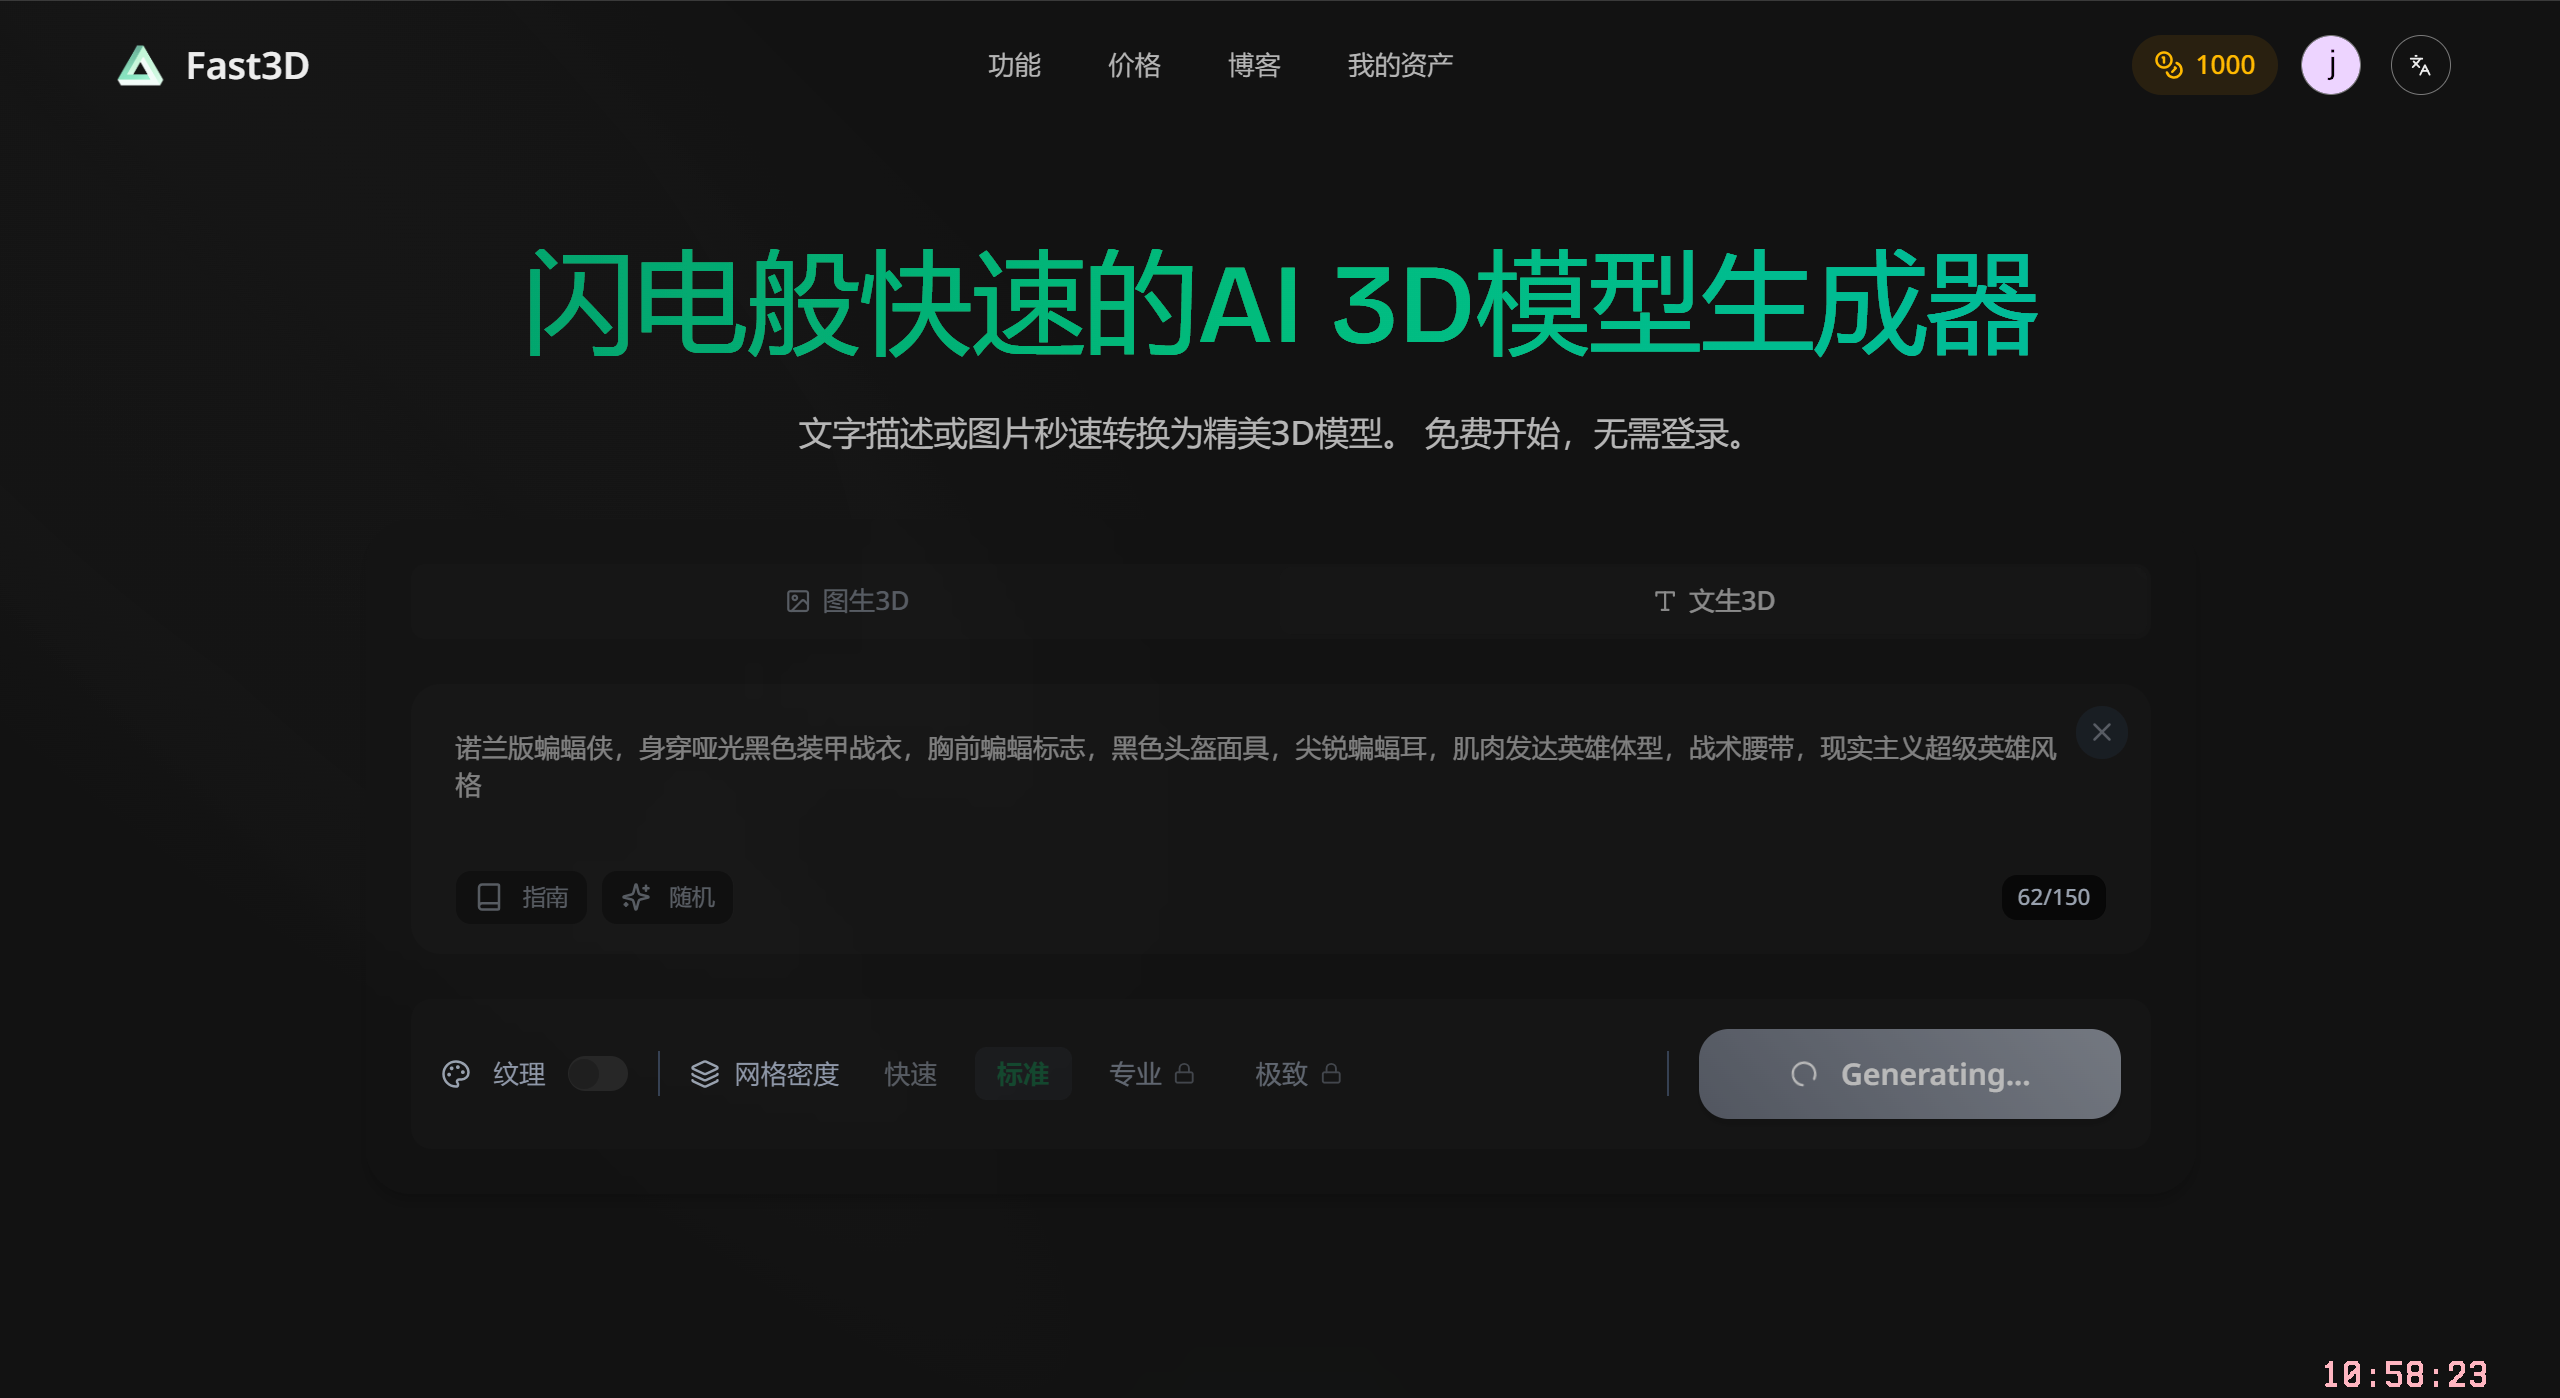 Fast3D
功能 价格 博客 我的资产
1000 j
闪电般快速的AI 3D模型生成器
文字描述或图片秒速转换为精美3D模型。 免费开始，无需登录。
图生3D 文生3D
诺兰版蝙蝠侠，身穿哑光黑色装甲战衣，胸前蝙蝠标志，黑色头盔面具，尖锐蝙蝠耳，肌肉发达英雄体型，战术腰带，现实主义超级英雄风
格
指南 随机 62/150
纹理 网格密度 快速 标准 专业 极致 Generating...
10:58:23